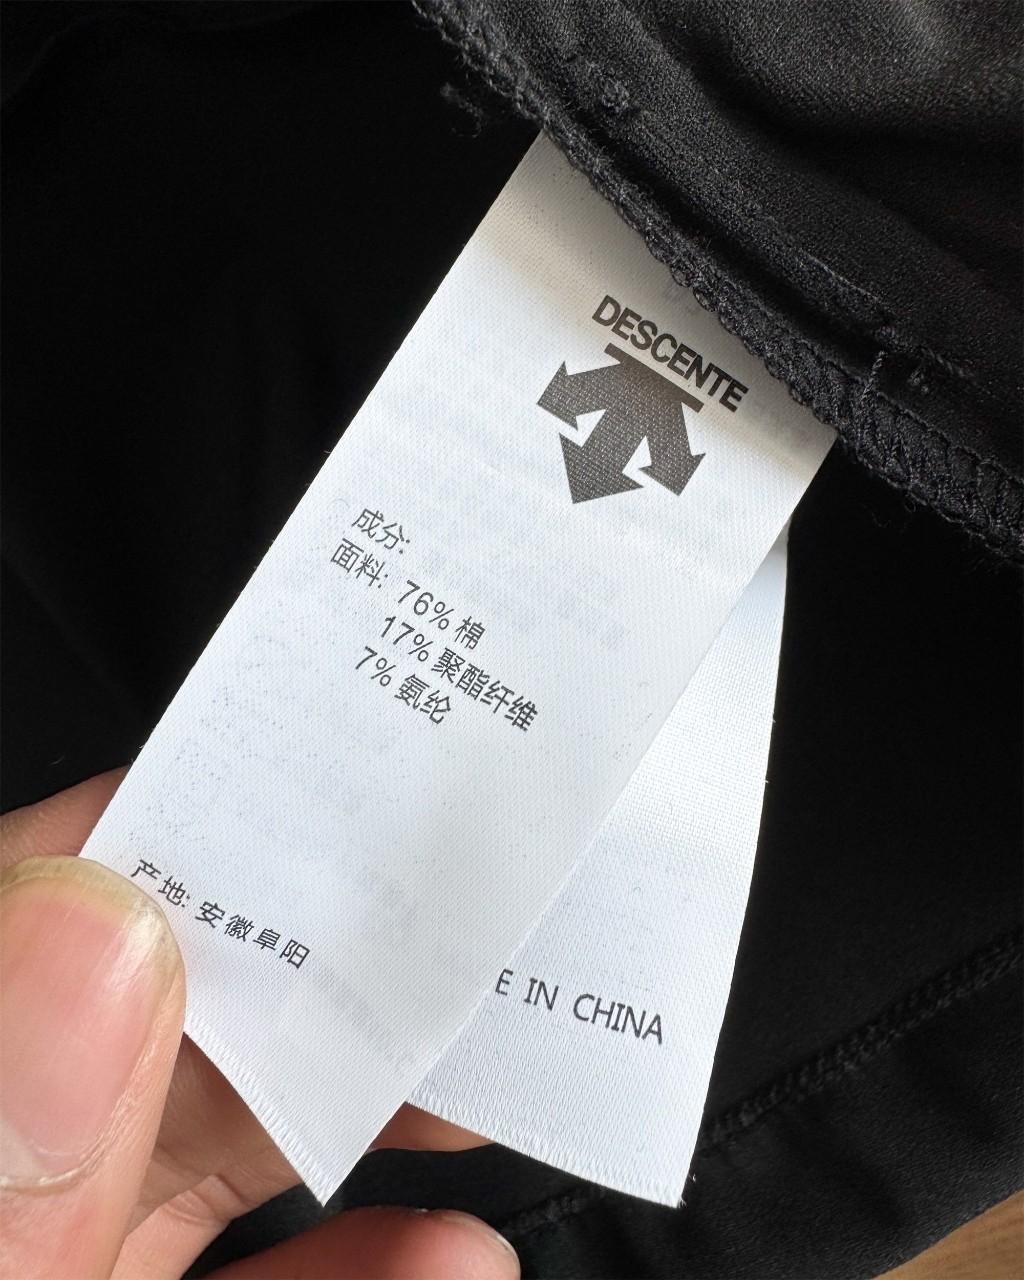 DESCENTE
成分:
面料: 76% 棉
17% 聚酯纤维
7% 氨纶
产地: 安徽阜阳
E IN CHINA